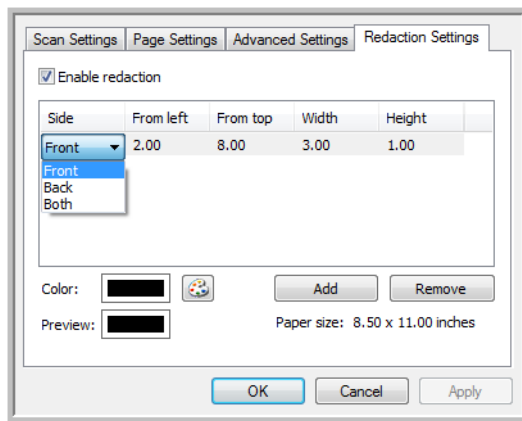 Scan Settings Page Settings Advanced Settings Redaction Settings
Enable redaction
Side From left From top Width Height
Front 2.00 8.00 3.00 1.00
Front
Back
Both
Color: Add Remove
Preview: Paper size: 8.50 x 11.00 inches
OK Cancel Apply